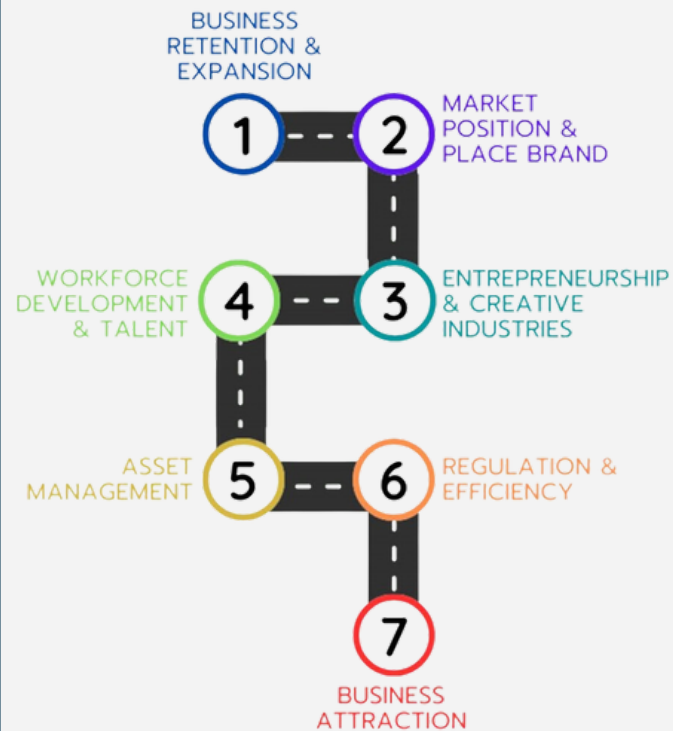 BUSINESS
RETENTION &
EXPANSION
1
2
MARKET
POSITION &
PLACE BRAND
3
ENTREPRENEURSHIP
& CREATIVE
INDUSTRIES
4
WORKFORCE
DEVELOPMENT
& TALENT
5
ASSET
MANAGEMENT
6
REGULATION &
EFFICIENCY
7
BUSINESS
ATTRACTION